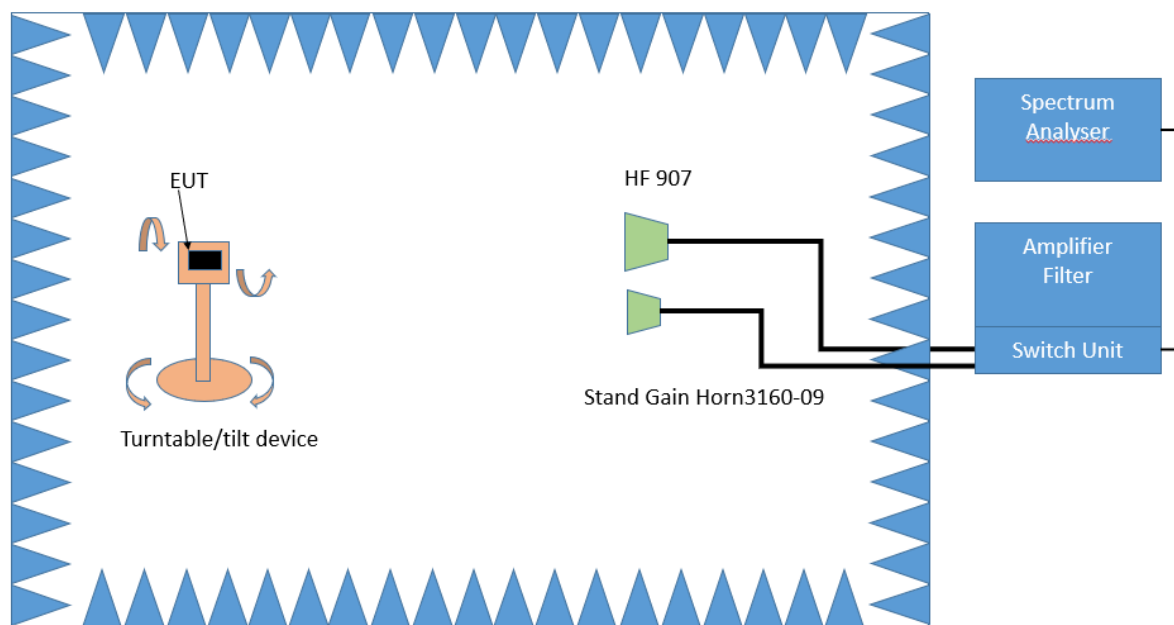 Spectrum
Analyser
EUT
HF 907
Amplifier
Filter
Switch Unit
Stand Gain Horn3160-09
Turntable/tilt device